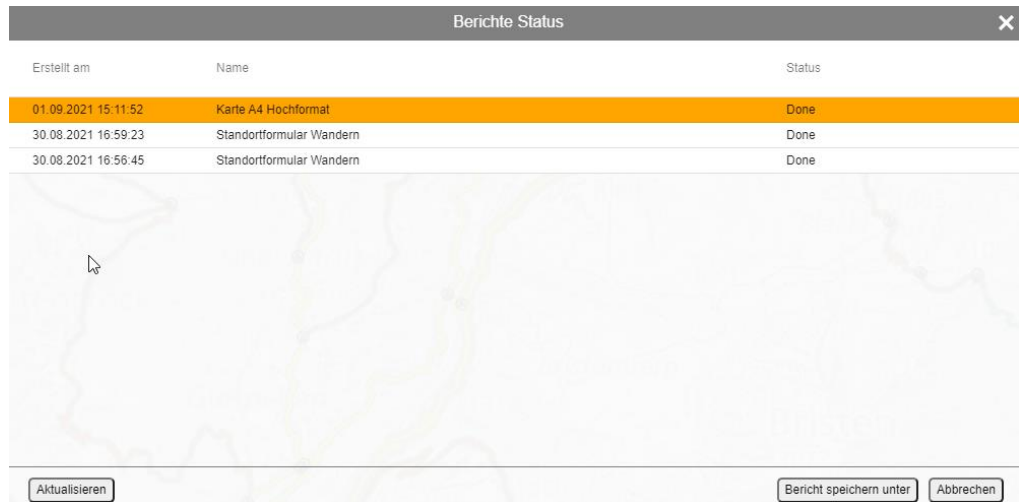 Berichte Status
Erstellt am Name Status
01.09.2021 15:11:52 Karte A4 Hochformat Done
30.08.2021 16:59:23 Standortformular Wandern Done
30.08.2021 16:56:45 Standortformular Wandern Done
Aktualisieren Bericht speichern unter Abbrechen